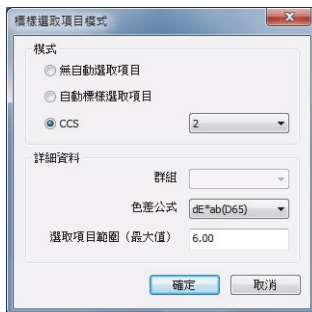 標樣選取項目模式
模式
無自動選取項目
自動標樣選取項目
CCS 2
詳細資料
群組
色差公式 dE*ab(D65)
選取項目範圍（最大值） 6.00
確定 取消